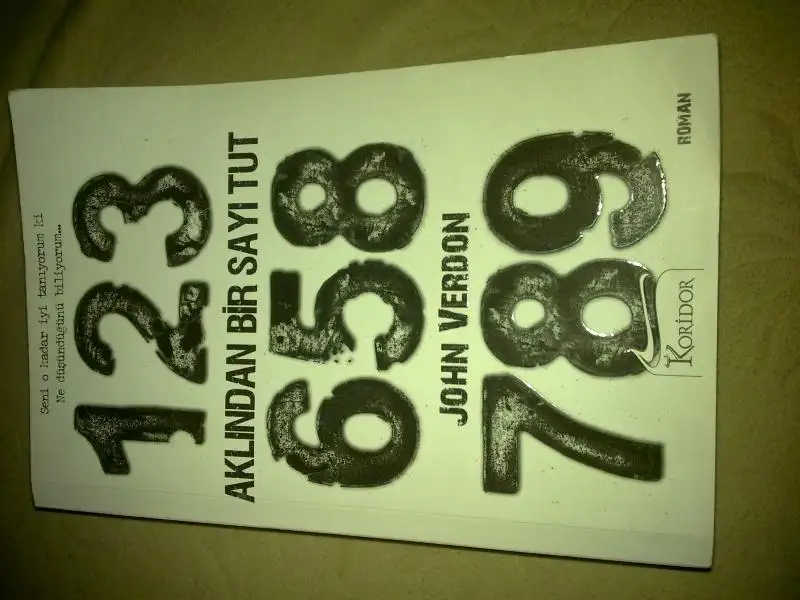 Seni o kadar iyi tanıyorum ki
Ne düşündüğünü biliyorum...
123
AKLINDAN BİR SAYI TUT
658
JOHN VERDON
789
KORİDOR
ROMAN